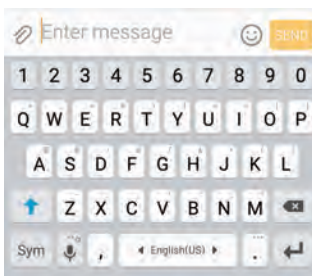 Enter message SEND
1 2 3 4 5 6 7 8 9 0
Q W E R T Y U I O P
A S D F G H J K L
Z X C V B N M
Sym , English(US) .